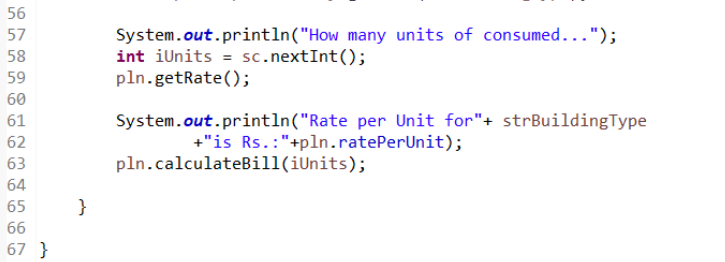 56
57 System.out.println("How many units of consumed...");
58 int iUnits = sc.nextInt();
59 pln.getRate();
60
61 System.out.println("Rate per Unit for"+ strBuildingType
62 +"is Rs.:"+pln.ratePerUnit);
63 pln.calculateBill(iUnits);
64
65 }
66
67 }